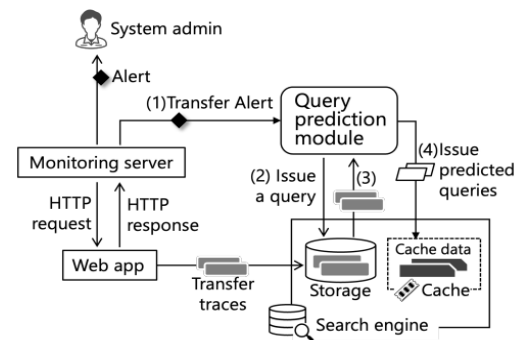 System admin
Alert
(1)Transfer Alert
Query
prediction
module
(4)Issue
predicted
queries
Monitoring server
(2) Issue
a query
(3)
HTTP
request
HTTP
response
Web app
Transfer
traces
Storage
Cache data
Cache
Search engine